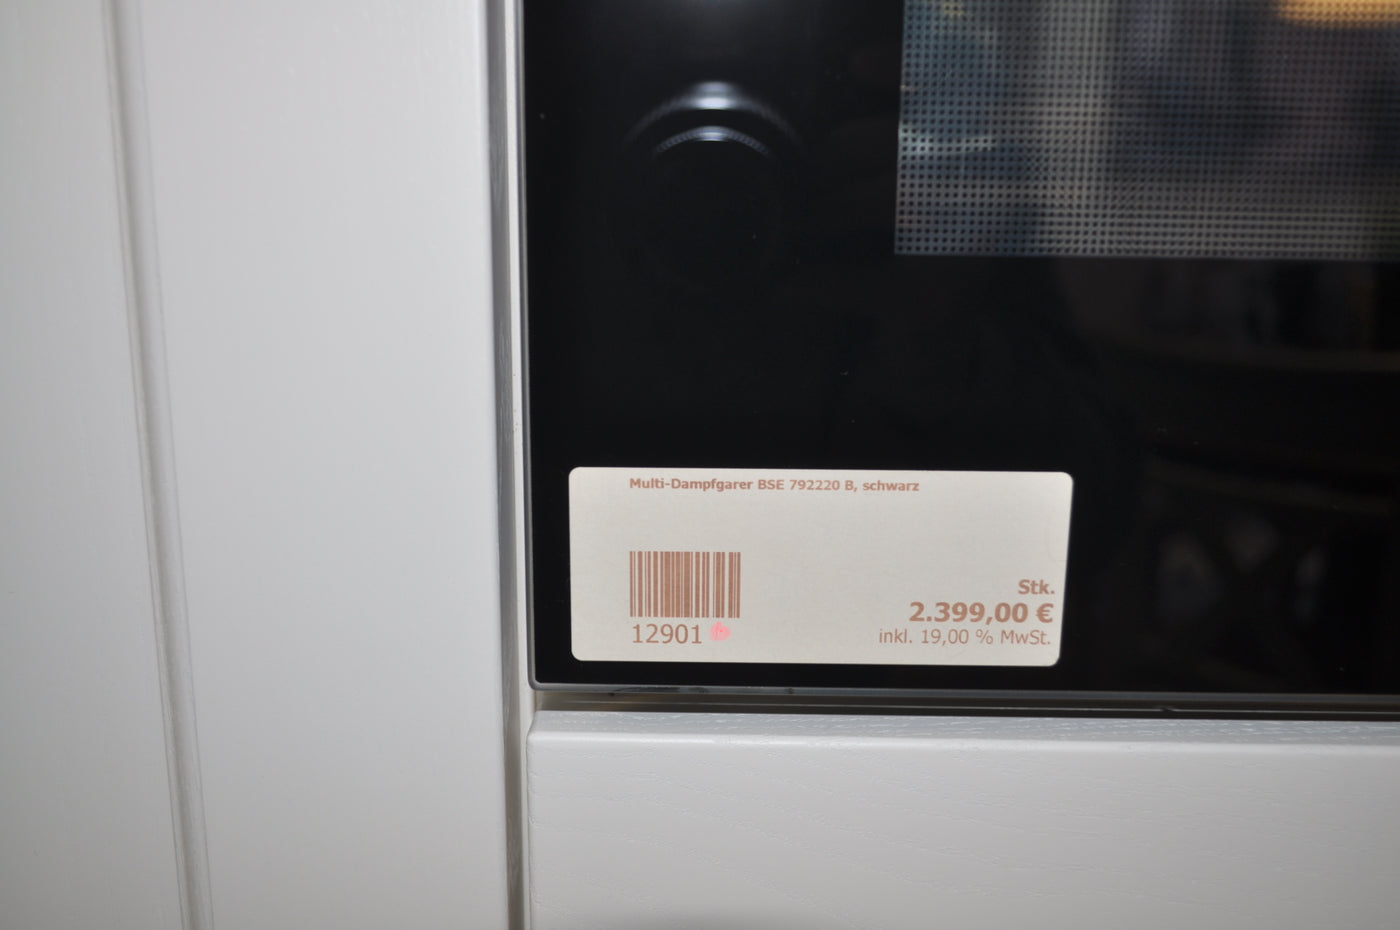 Multi-Dampfgarer BSE 792220 B, schwarz
Stk.
2.399,00 €
12901
inkl. 19,00 % MwSt.